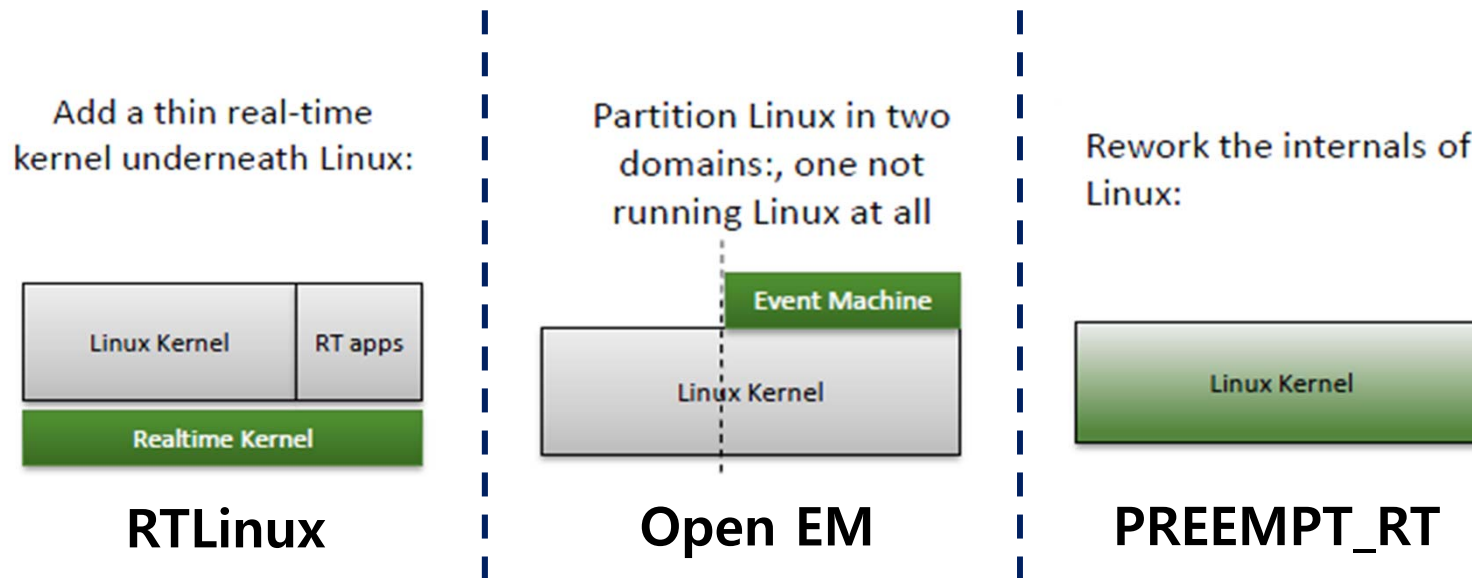 Add a thin real-time
kernel underneath Linux:
Linux Kernel
RT apps
Realtime Kernel
RTLinux
Partition Linux in two
domains:, one not
running Linux at all
Event Machine
Linux Kernel
Open EM
Rework the internals of
Linux:
Linux Kernel
PREEMPT_RT